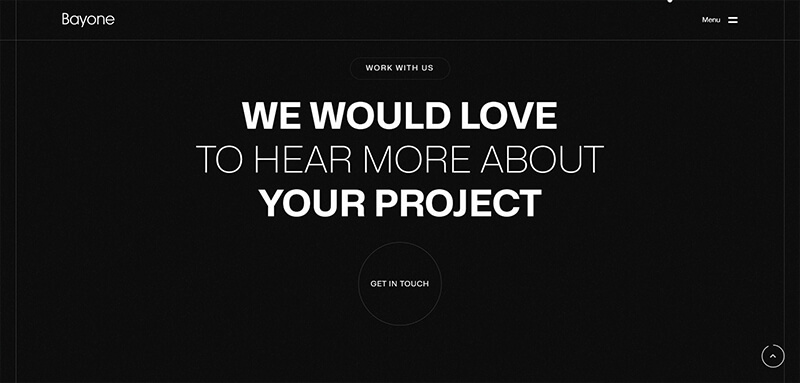 Bayone
Menu
WORK WITH US
WE WOULD LOVE
TO HEAR MORE ABOUT
YOUR PROJECT
GET IN TOUCH